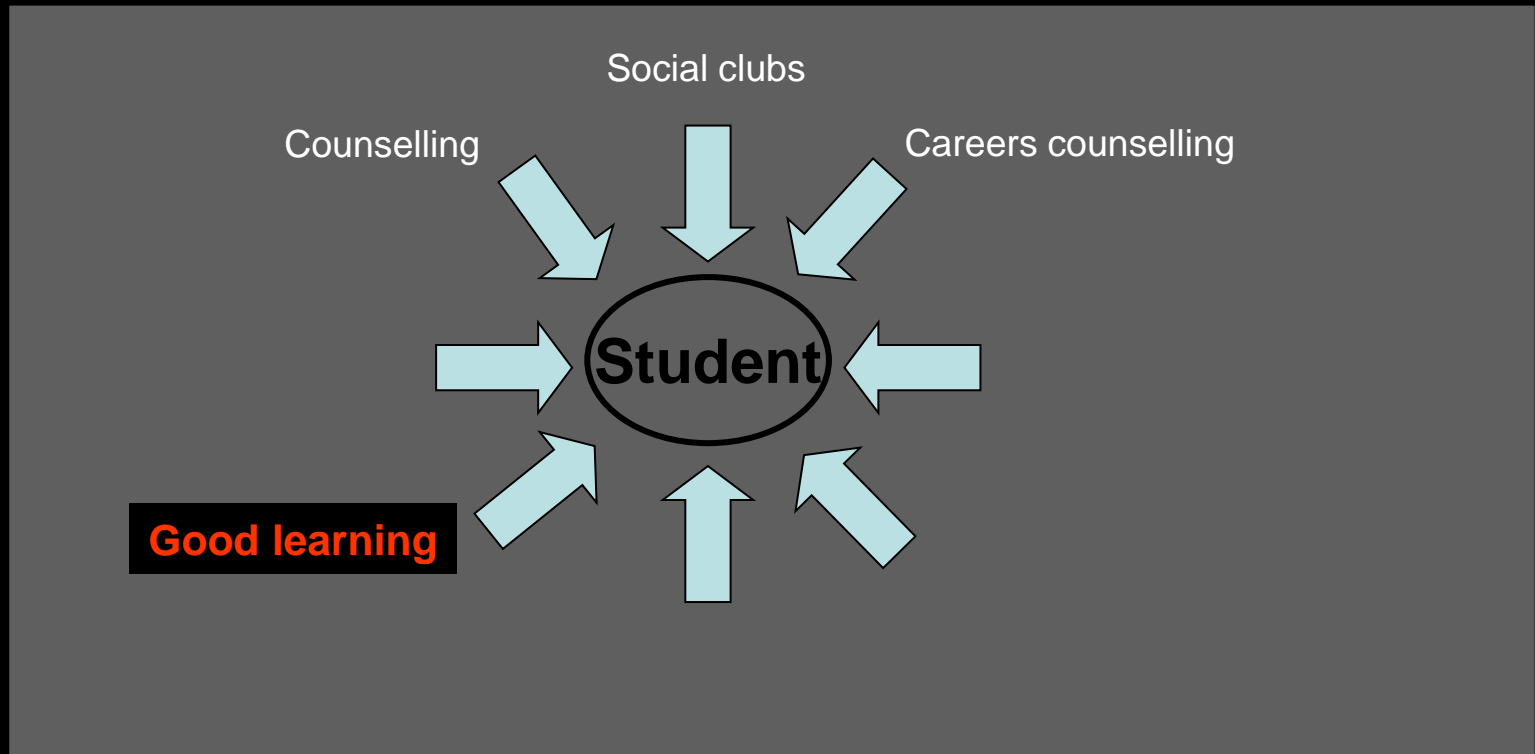 Social clubs
Counselling
Careers counselling
Student
Good learning